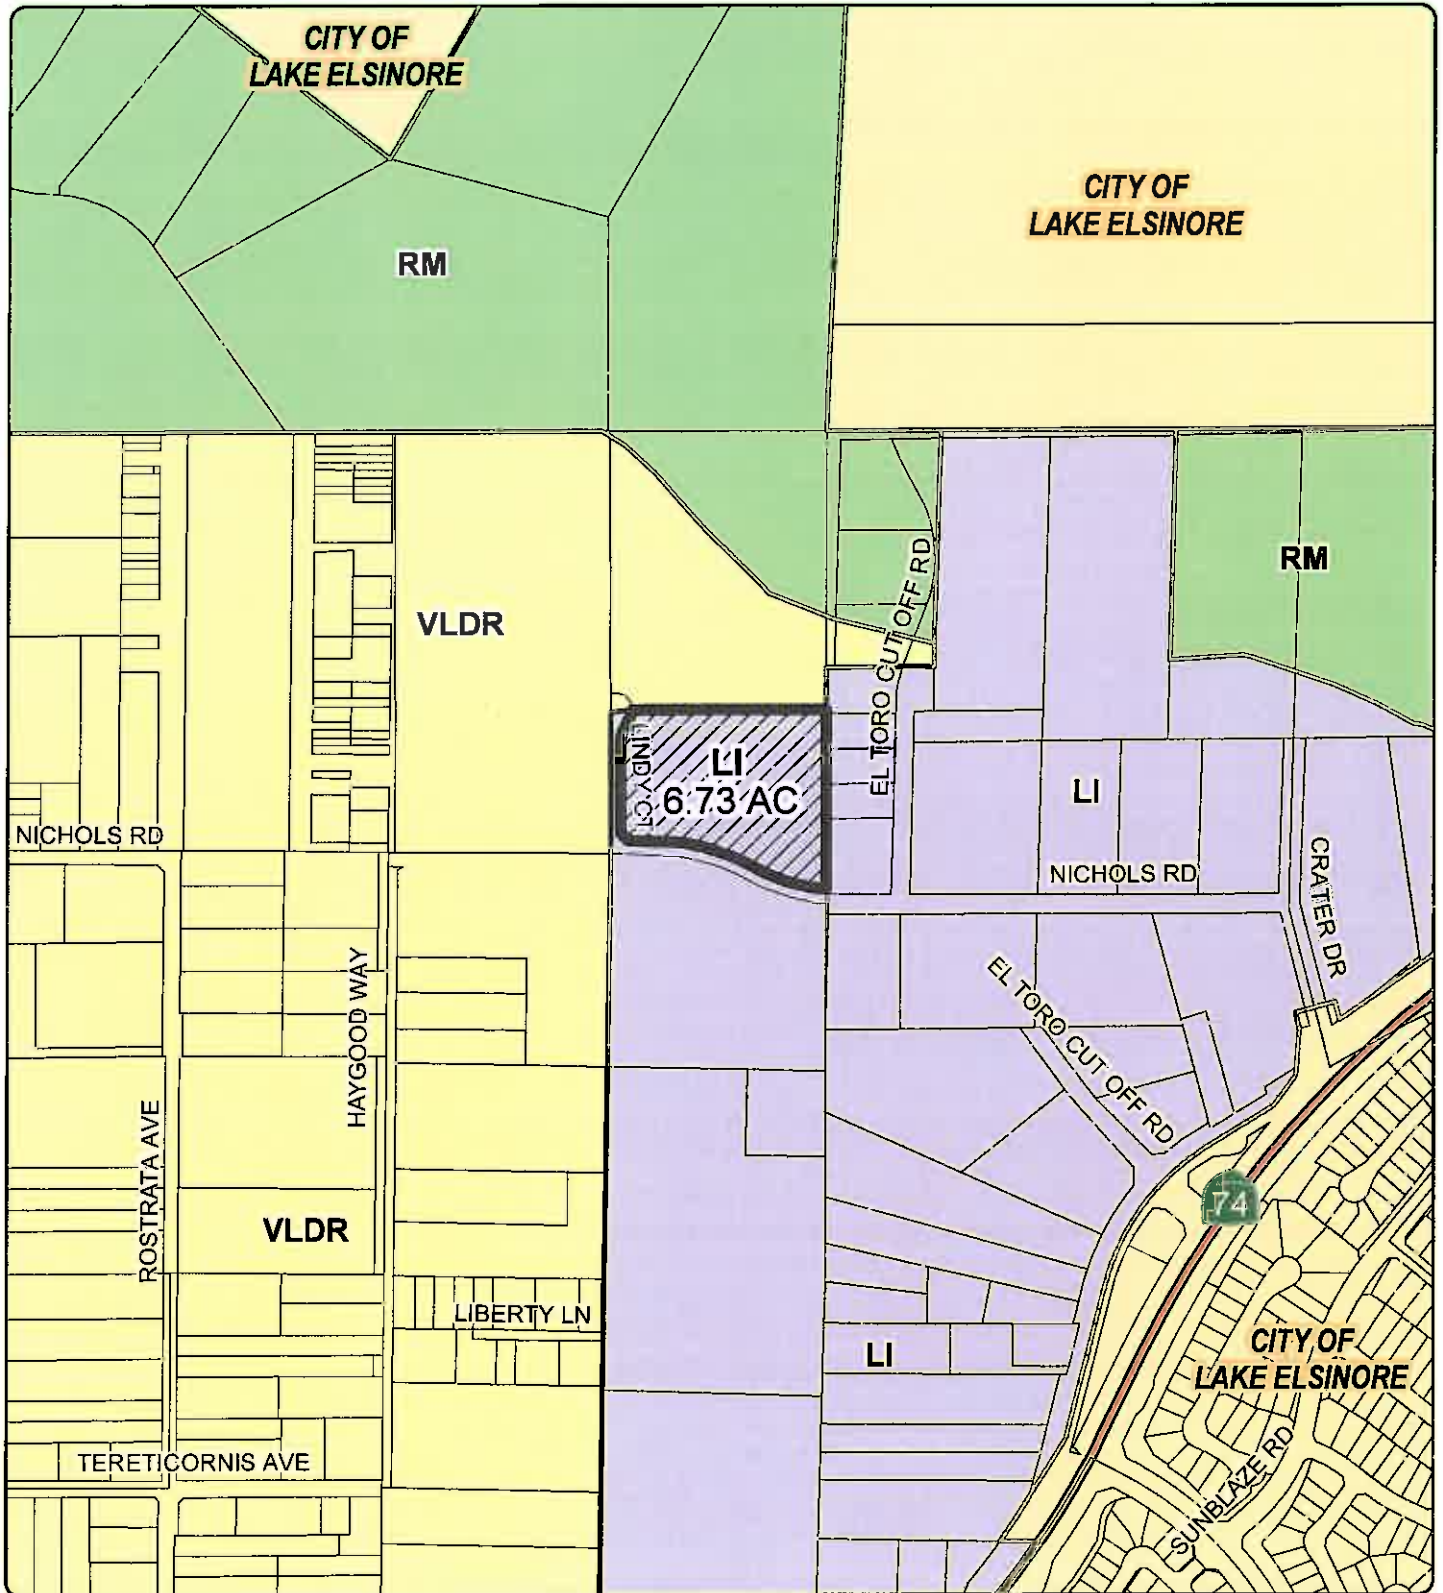 CITY OF
LAKE ELSINORE
CITY OF
LAKE ELSINORE
RM
RM
VLDR
EL TORO CUT OFF RD
LINDY CT
LI
6.73 AC
LI
NICHOLS RD
NICHOLS RD
CRATER DR
HAYGOOD WAY
EL TORO CUT OFF RD
ROSTRATA AVE
74
VLDR
LIBERTY LN
LI
CITY OF
LAKE ELSINORE
TERETICORNIS AVE
SUNBLAZE RD